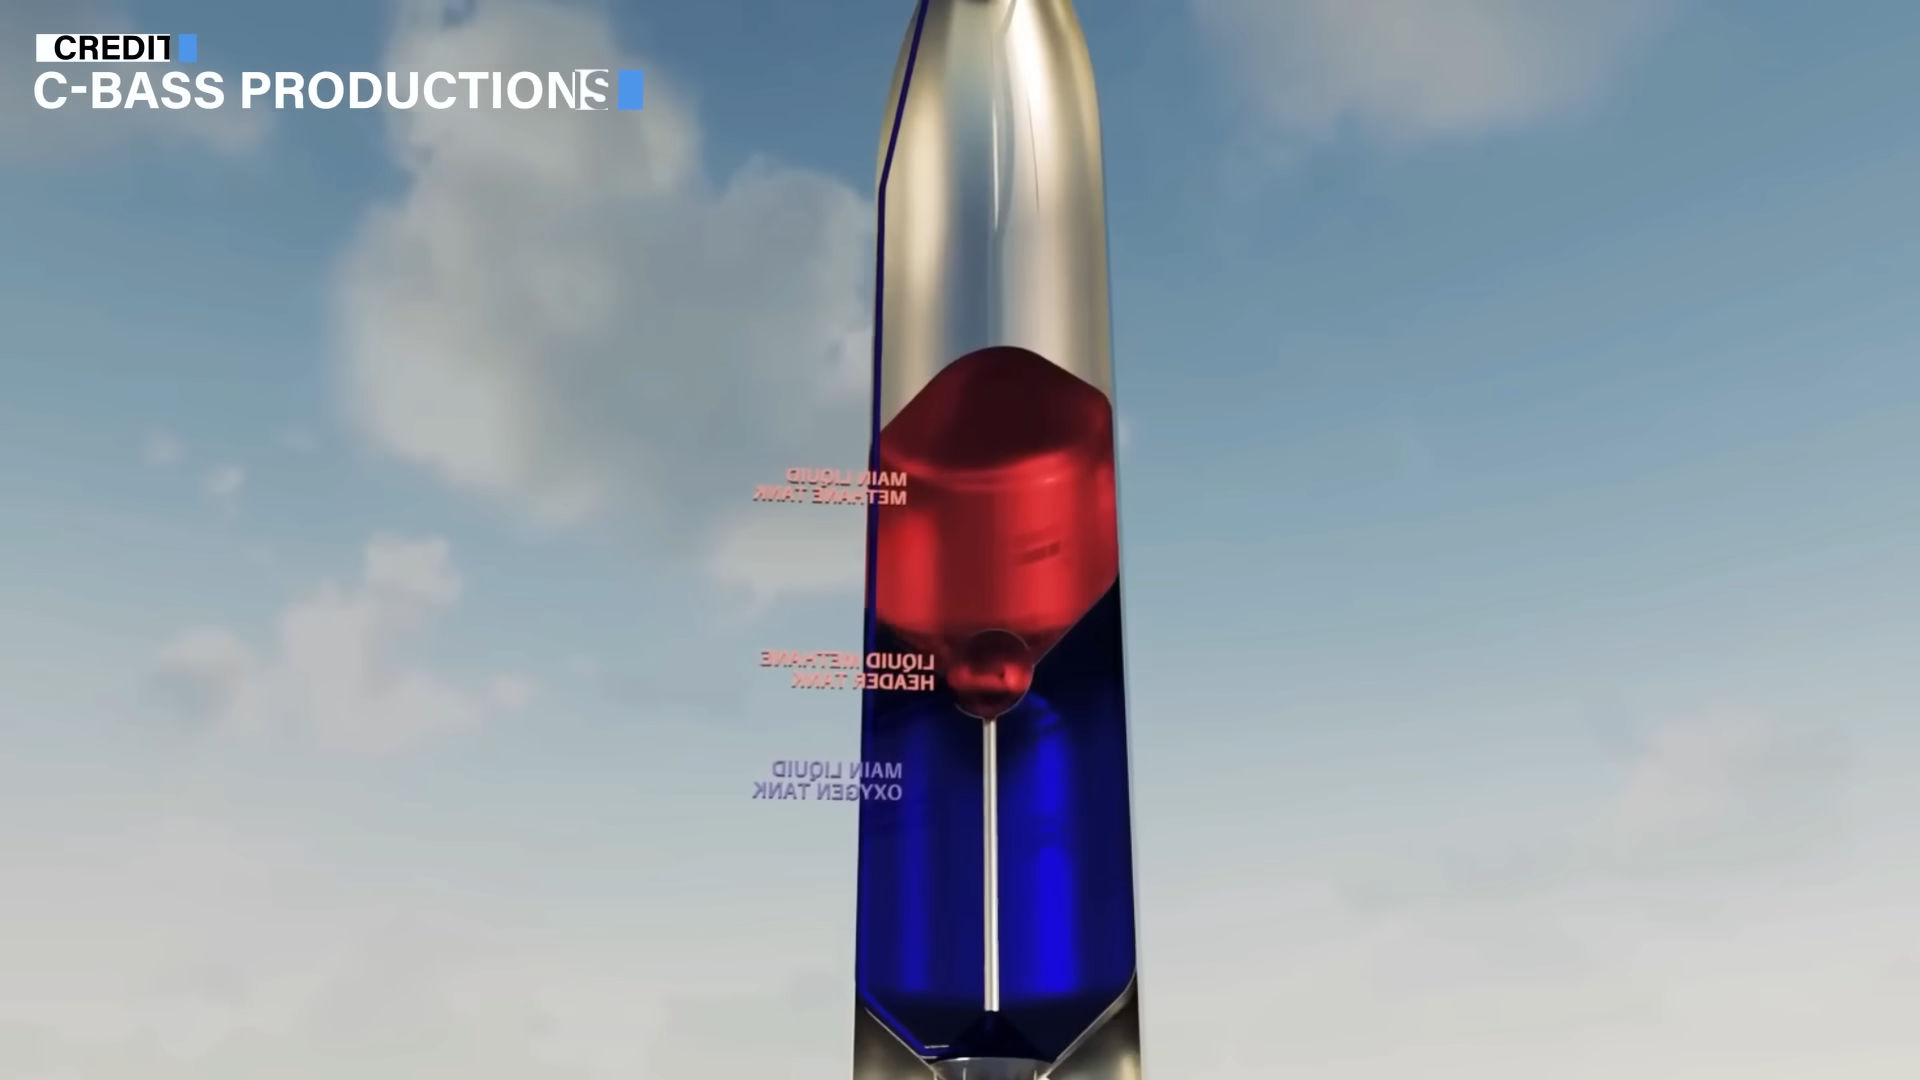 CREDIT
C-BASS PRODUCTIONS
MAIN LIQUID
METHANE TANK
LIQUID METHANE
HEADER TANK
MAIN LIQUID
OXYGEN TANK